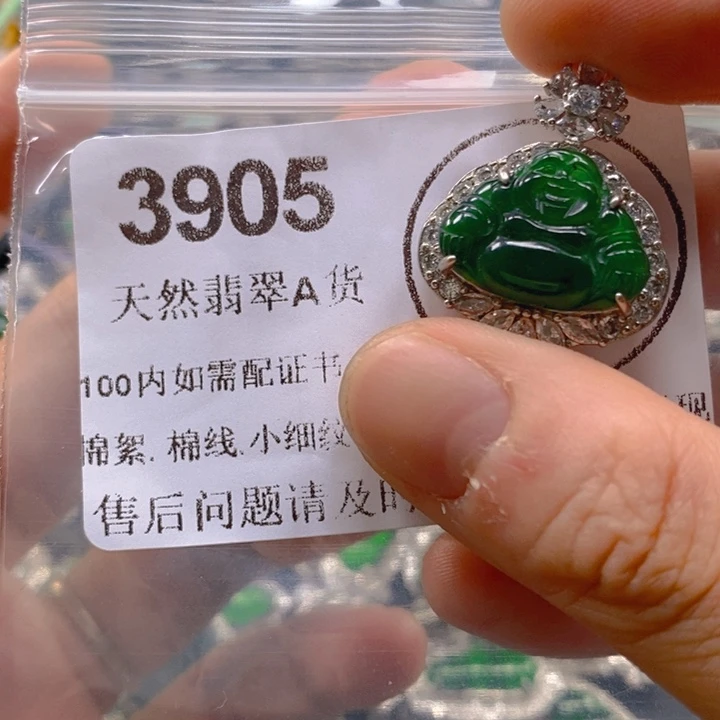 3905
天然翡翠A货
100内如需配证书
棉絮.棉线.小细纹 现
售后问题请及时